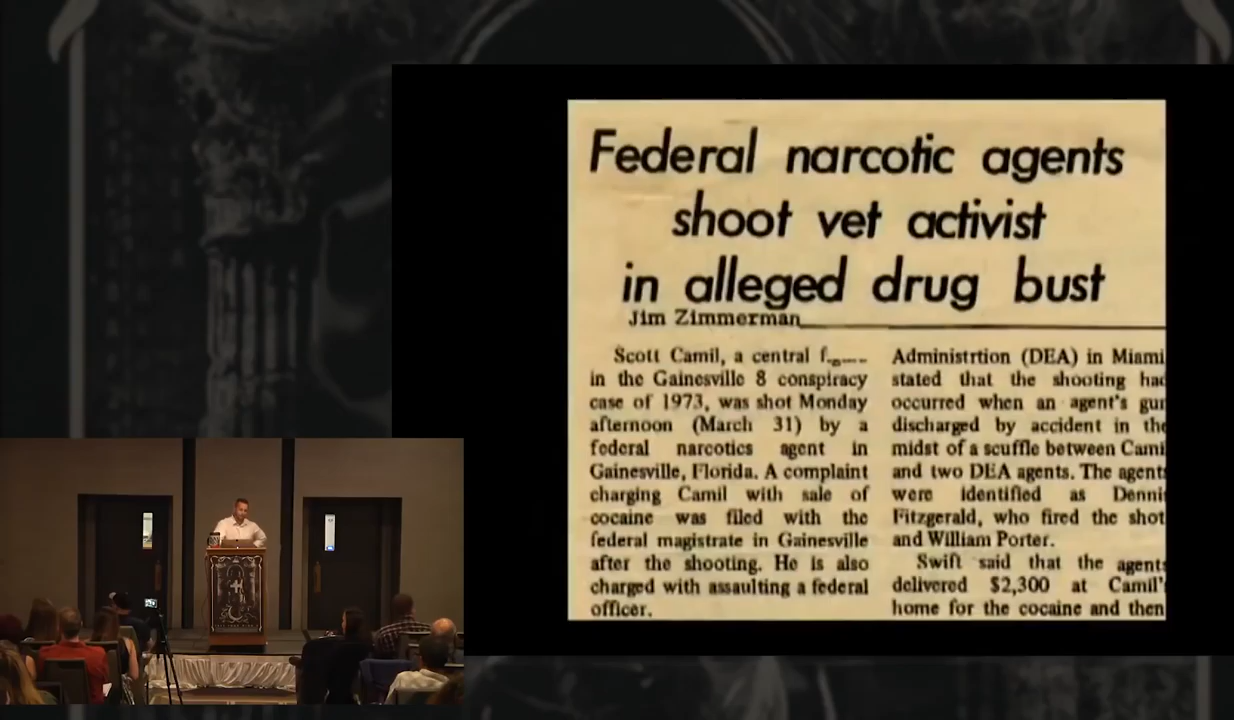 Federal narcotic agents
shoot vet activist
in alleged drug bust
Jim Zimmerman
Scott Camil, a central
in the Gainesville 8 conspiracy
case of 1973, was shot Monday
afternoon (March 31) by a
federal narcotics agent in
Gainesville, Florida. A complaint
charging Camil with sale of
cocaine was filed with the
federal magistrate in Gainesville
after the shooting. He is also
charged with assaulting a federal
officer.
Administrtion (DEA) in Miami
stated that the shooting had
occurred when an agent's gun
discharged by accident in the
midst of a scuffle between Cami
and two DEA agents. The agents
were identified as Denni
Fitzgerald, who fired the shot
and William Porter.
Swift said that the agents
delivered $2,300 at Camil'
home for the cocaine and then